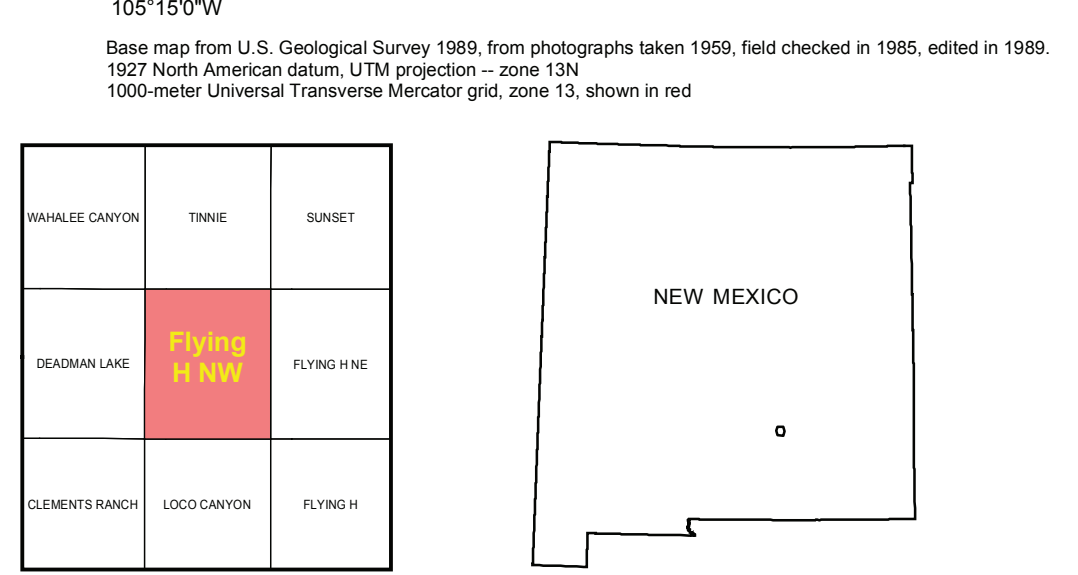 105°15'0"W
Base map from U.S. Geological Survey 1989, from photographs taken 1959, field checked in 1985, edited in 1989.
1927 North American datum, UTM projection -- zone 13N
1000-meter Universal Transverse Mercator grid, zone 13, shown in red
WAHALEE CANYON
TINNIE
SUNSET
DEADMAN LAKE
Flying
H NW
FLYING H NE
CLEMENTS RANCH
LOCO CANYON
FLYING H
NEW MEXICO